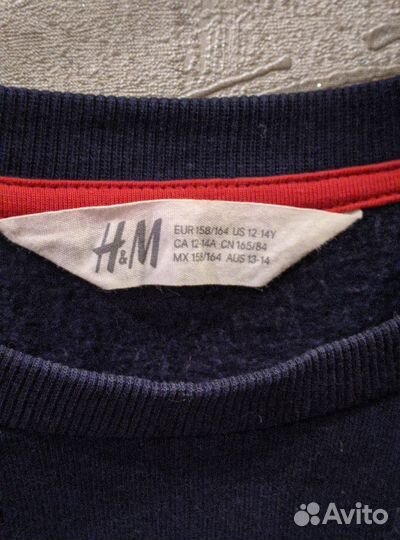 H&M
EUR 158/164 US 12-14Y
CA 12-14A CN 165/84
MX 158/164 AUS 13-14
Avito